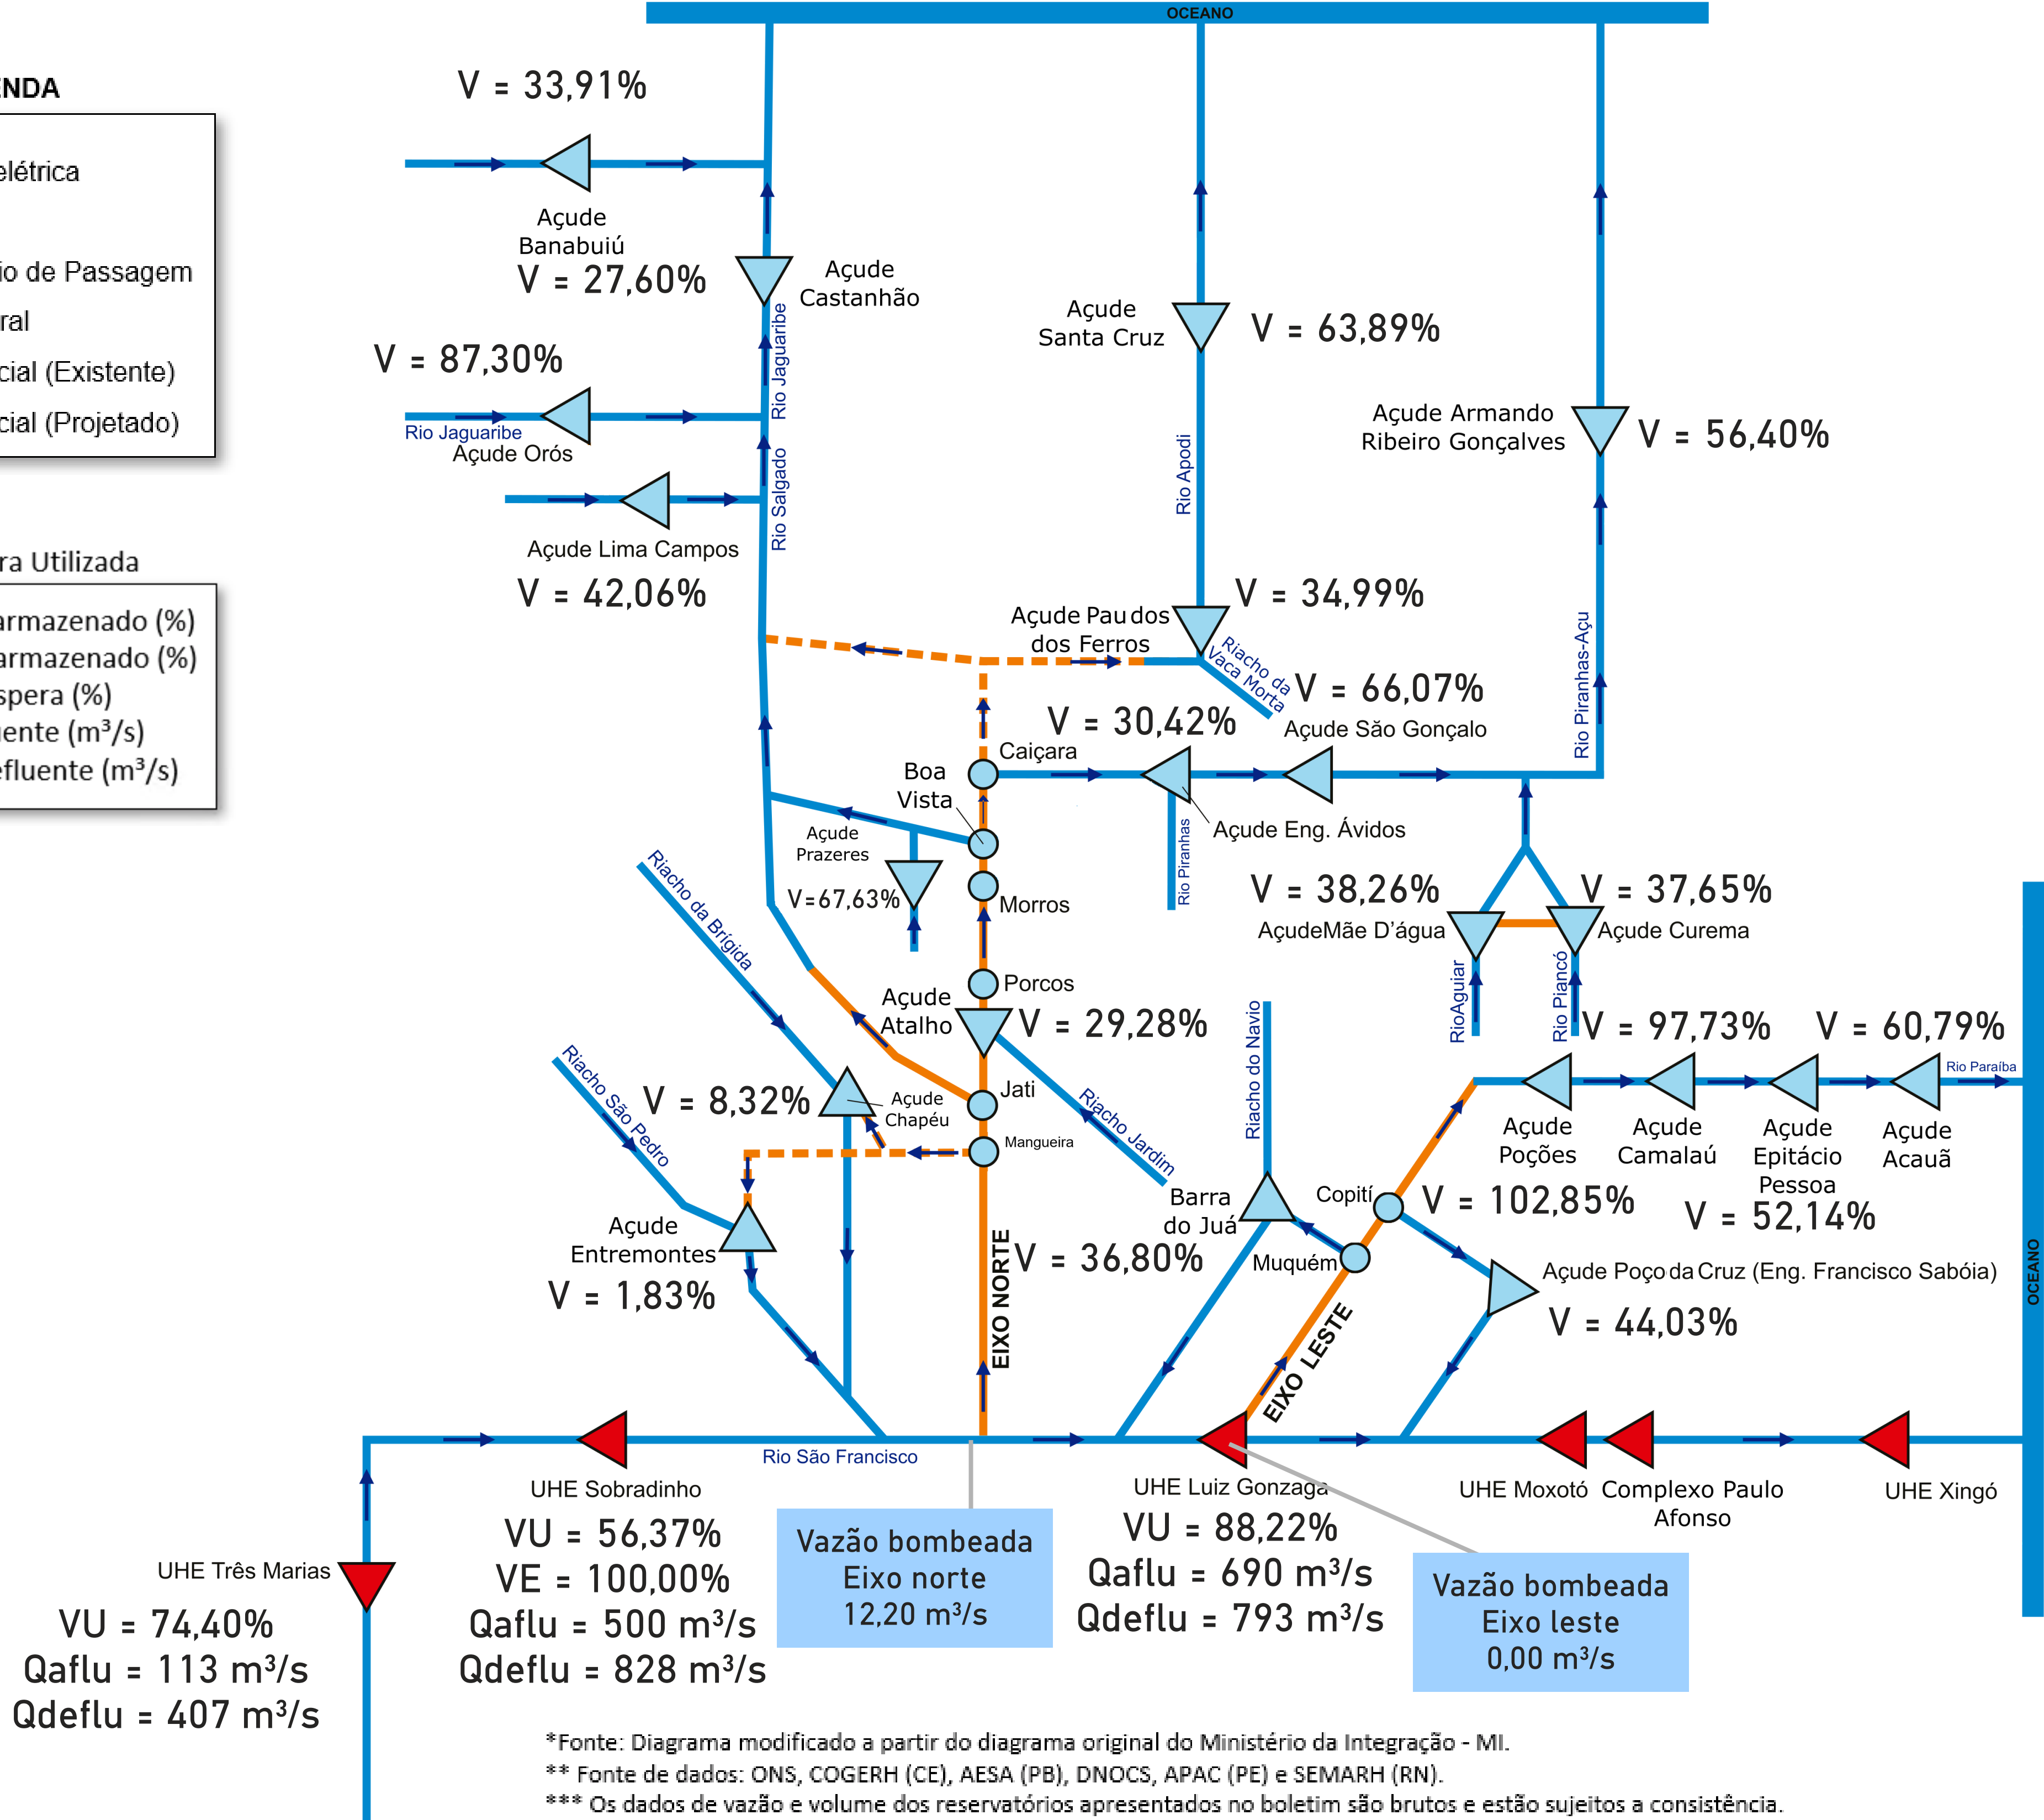 OCEANO
V = 33,91%
ENDA
elétrica
io de Passagem
ral
cial (Existente)
cial (Projetado)
Açude
Banabuiú
V = 27,60%
Açude
Castanhão
Rio Jaguaribe
V = 87,30%
Rio Jaguaribe
Açude Orós
Rio Salgado
Açude Lima Campos
V = 42,06%
Açude
Santa Cruz
V = 63,89%
Rio Apodi
Açude Armando
Ribeiro Gonçalves
V = 56,40%
Rio Piranhas-Açu
ra Utilizada
armazenado (%)
armazenado (%)
spera (%)
uente (m³/s)
efluente (m³/s)
Açude Pau dos
dos Ferros
V = 34,99%
Riacho da
Vaca Morta
V = 66,07%
Açude São Gonçalo
V = 30,42%
Caiçara
Boa
Vista
Açude Eng. Ávidos
Rio Piranhas
Açude
Prazeres
V=67,63%
Morros
Riacho da Brígida
V = 38,26%
AçudeMãe D'água
V = 37,65%
Açude Curema
RioAguiar
Rio Piancó
Porcos
Açude
Atalho
V = 29,28%
Riacho São Pedro
V = 8,32%
Açude
Chapéu
Jati
Mangueira
Riacho Jardim
Riacho do Navio
V = 97,73%
V = 60,79%
Rio Paraíba
Açude
Poções
Açude
Camalaú
Açude
Epitácio
Pessoa
Açude
Acauã
V = 102,85%
V = 52,14%
Açude
Entremontes
V = 1,83%
EIXO NORTE
V = 36,80%
Barra
do Juá
Copití
Muquém
EIXO LESTE
Açude Poço da Cruz (Eng. Francisco Sabóia)
V = 44,03%
OCEANO
Rio São Francisco
UHE Sobradinho
VU = 56,37%
VE = 100,00%
Qaflu = 500 m³/s
Qdeflu = 828 m³/s
Vazão bombeada
Eixo norte
12,20 m³/s
UHE Luiz Gonzaga
VU = 88,22%
Qaflu = 690 m³/s
Qdeflu = 793 m³/s
Vazão bombeada
Eixo leste
0,00 m³/s
UHE Moxotó
Complexo Paulo
Afonso
UHE Xingó
UHE Três Marias
VU = 74,40%
Qaflu = 113 m³/s
Qdeflu = 407 m³/s
*Fonte: Diagrama modificado a partir do diagrama original do Ministério da Integração - MI.
** Fonte de dados: ONS, COGERH (CE), AESA (PB), DNOCS, APAC (PE) e SEMARH (RN).
*** Os dados de vazão e volume dos reservatórios apresentados no boletim são brutos e estão sujeitos a consistência.